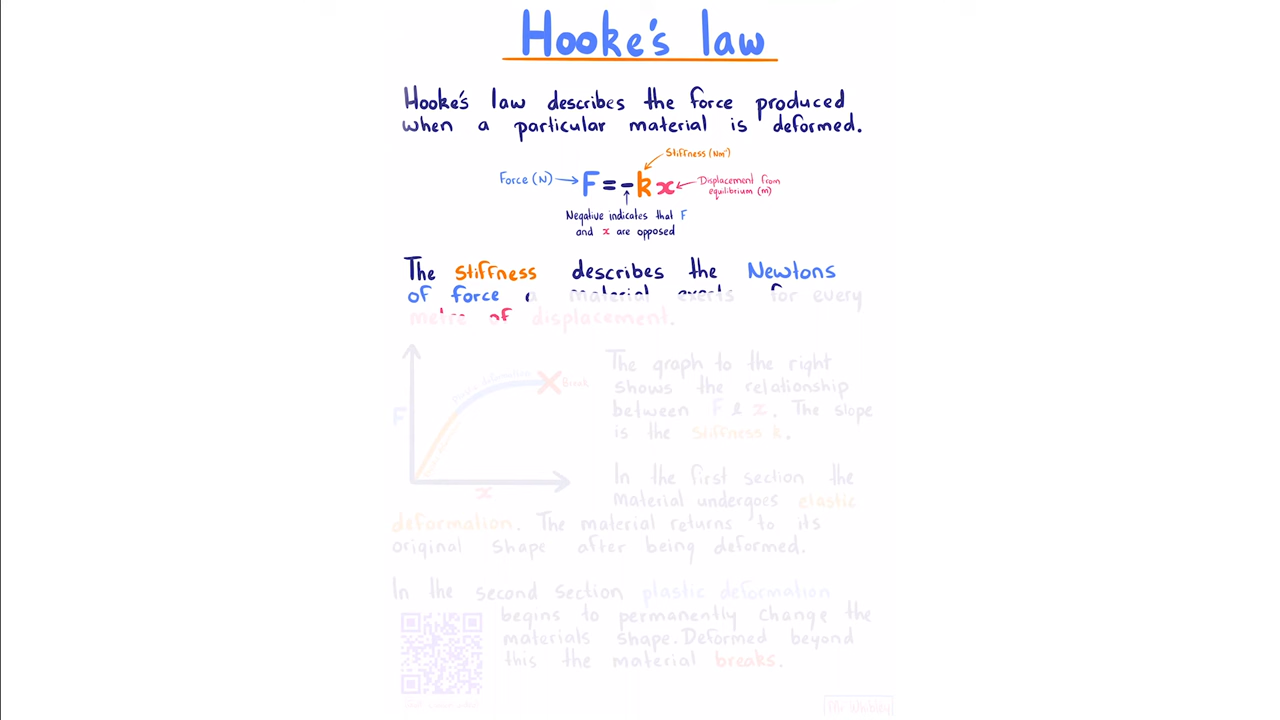 Hooke's law
Hooke's law describes the force produced
when a particular material is deformed.
Stiffness (Nm⁻¹)
Force (N)
F = -kx
Displacement from
equilibrium (m)
Negative indicates that F
and x are opposed
The stiffness describes the Newtons
of force a material exerts for every
metre of displacement.
F
Plastic deformation
Break
x
The graph to the right
shows the relationship
between F & x. The slope
is the stiffness k.
In the first section the
material undergoes elastic
deformation. The material returns to its
original shape after being deformed.
In the second section plastic deformation
begins to permanently change the
materials shape. Deformed beyond
this the material breaks.